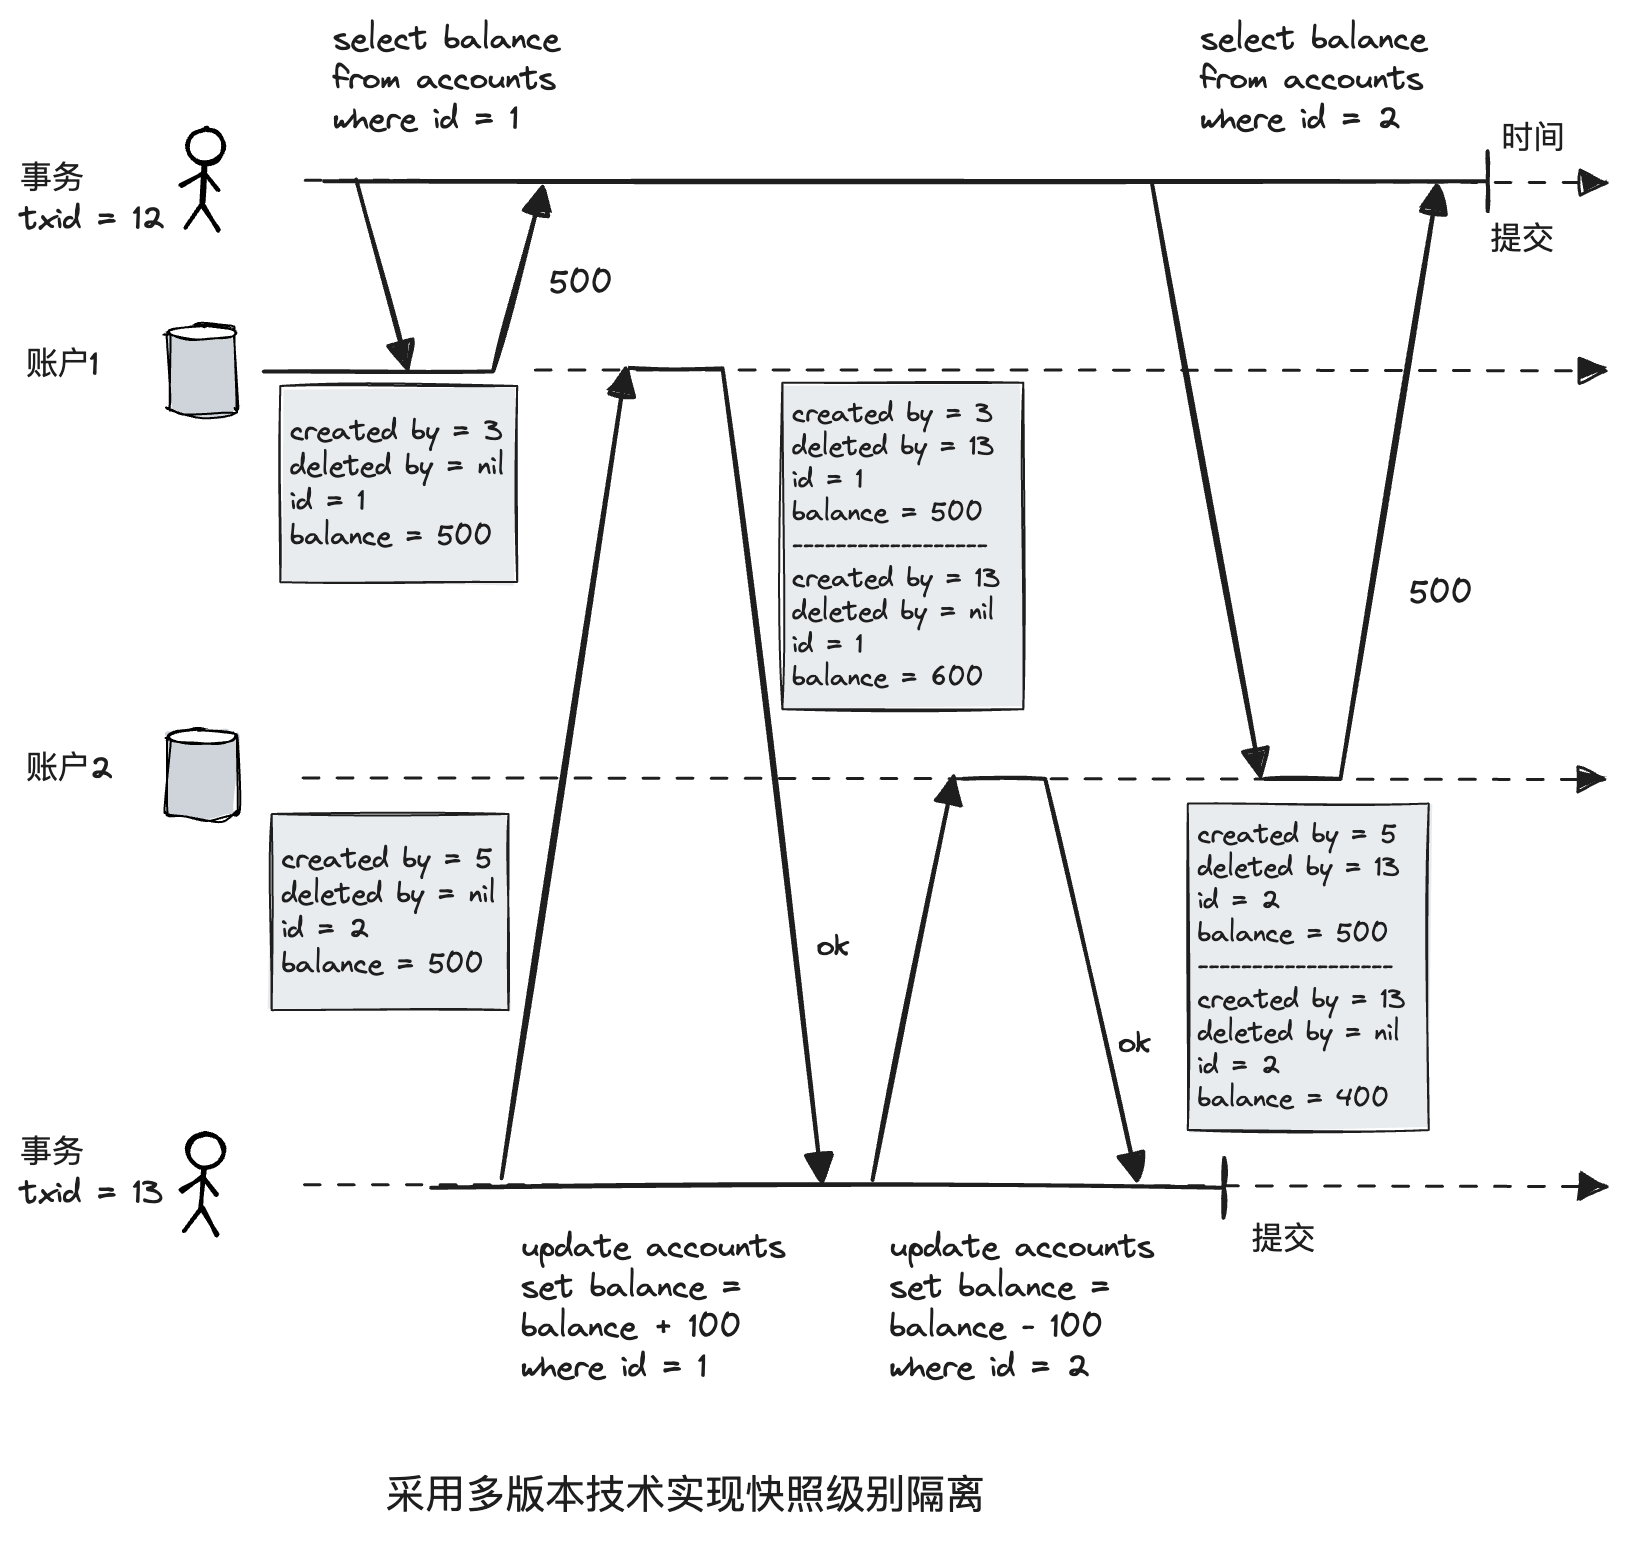 select balance
from accounts
where id = 1
select balance
from accounts
where id = 2
时间
事务
txid = 12
提交
500
账户1
created by = 3
deleted by = nil
id = 1
balance = 500
created by = 3
deleted by = 13
id = 1
balance = 500
-------------------
created by = 13
deleted by = nil
id = 1
balance = 600
500
账户2
created by = 5
deleted by = nil
id = 2
balance = 500
ok
ok
created by = 5
deleted by = 13
id = 2
balance = 500
-------------------
created by = 13
deleted by = nil
id = 2
balance = 400
事务
txid = 13
提交
update accounts
set balance =
balance + 100
where id = 1
update accounts
set balance =
balance - 100
where id = 2
采用多版本技术实现快照级别隔离